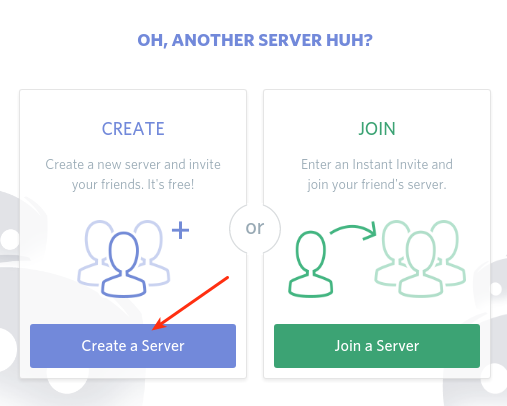 OH, ANOTHER SERVER HUH?
CREATE
Create a new server and invite
your friends. It's free!
Create a Server
or
JOIN
Enter an Instant Invite and
join your friend's server.
Join a Server